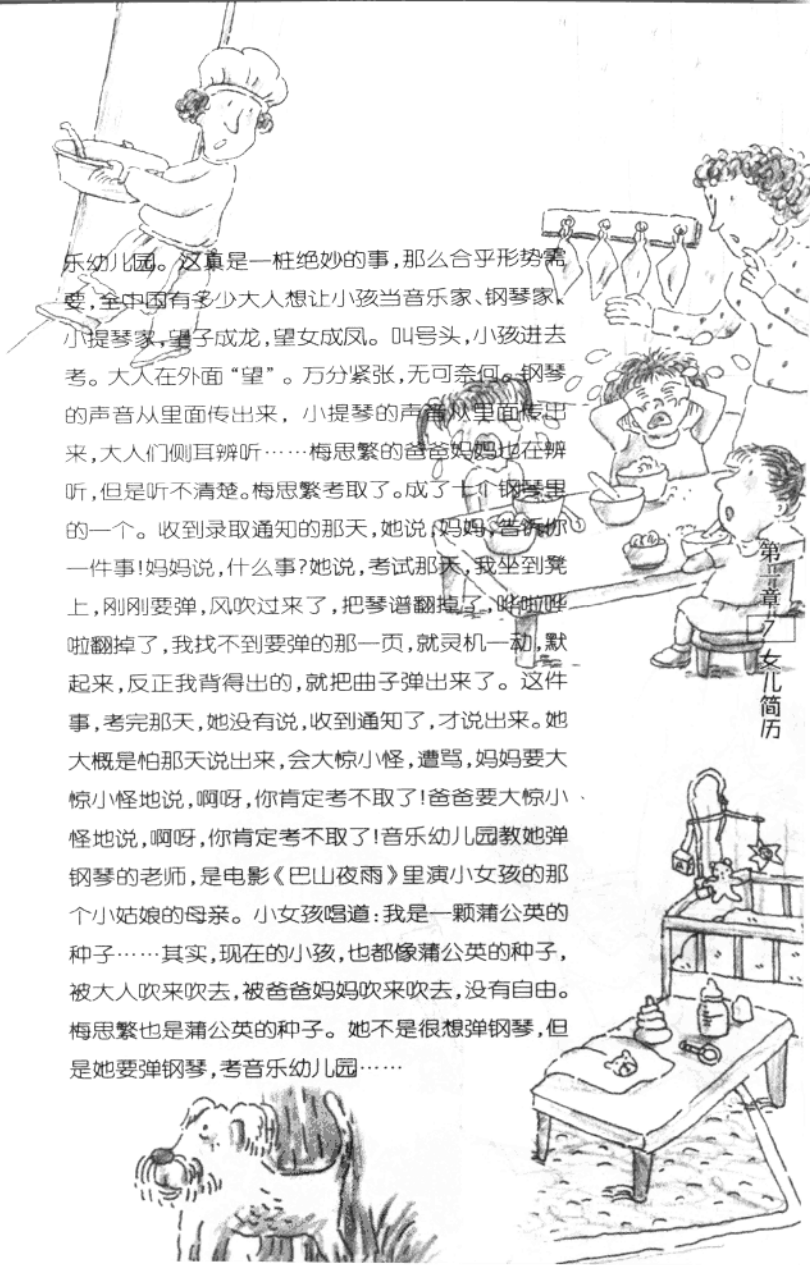 乐幼儿园。这真是一桩绝妙的事,那么合乎形势需
要,全中国有多少大人想让小孩当音乐家、钢琴家、
小提琴家,望子成龙,望女成凤。叫号头,小孩进去
考。大人在外面“望”。万分紧张,无可奈何。钢琴
的声音从里面传出来,小提琴的声音从里面传出
来,大人们侧耳辨听……梅思繁的爸爸妈妈也在辨
听,但是听不清楚。梅思繁考取了。成了十个钢琴里
的一个。收到录取通知的那天,她说,妈妈,告诉你
一件事!妈妈说,什么事?她说,考试那天,我坐到凳
上,刚刚要弹,风吹过来了,把琴谱翻掉了,哗啦哗
啦翻掉了,我找不到要弹的那一页,就灵机一动,默
起来,反正我背得出的,就把曲子弹出来了。这件
事,考完那天,她没有说,收到通知了,才说出来。她
大概是怕那天说出来,会大惊小怪,遭骂,妈妈要大
惊小怪地说,啊呀,你肯定考不取了!爸爸要大惊小
怪地说,啊呀,你肯定考不取了!音乐幼儿园教她弹
钢琴的老师,是电影《巴山夜雨》里演小女孩的那
个小姑娘的母亲。小女孩唱道:我是一颗蒲公英的
种子……其实,现在的小孩,也都像蒲公英的种子,
被大人吹来吹去,被爸爸妈妈吹来吹去,没有自由。
梅思繁也是蒲公英的种子。她不是很想弹钢琴,但
是她要弹钢琴,考音乐幼儿园……
第一章 7 女儿简历